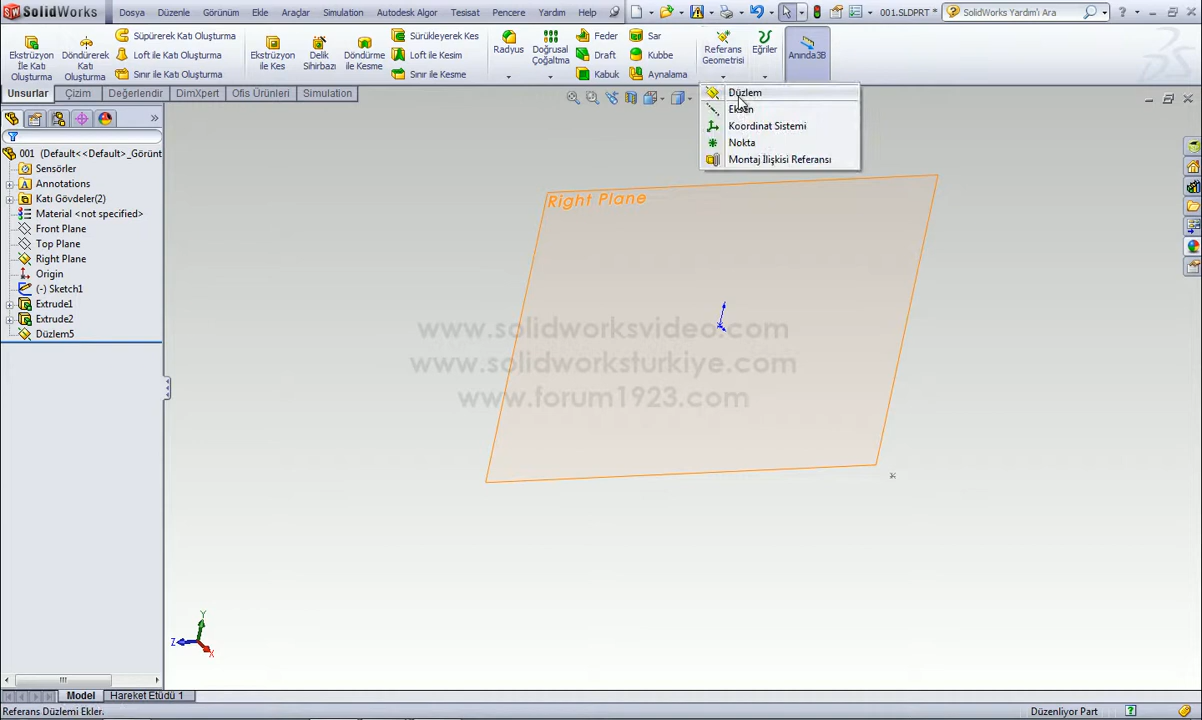 SolidWorks Dosya Düzenle Görünüm Ekle Araçlar Simulation Autodesk Algor Tesisat Pencere Yardım Help 001.SLDPRT * SolidWorks Yardım'ı Ara
Ekstrüzyon İle Katı Oluşturma
Döndürerek Katı Oluşturma
Süpürerek Katı Oluşturma
Loft ile Katı Oluşturma
Sınır ile Katı Oluşturma
Ekstrüzyon ile Kes
Delik Sihirbazı
Döndürme ile Kesme
Sürükleyerek Kes
Loft ile Kesim
Sınır ile Kesme
Radyus
Doğrusal Çoğaltma
Feder
Draft
Kabuk
Sar
Kubbe
Aynalama
Referans Geometrisi
Eğriler
Anında3B
Unsurlar Çizim Değerlendir DimXpert Ofis Ürünleri Simulation
Düzlem
Eksen
Koordinat Sistemi
Nokta
Montaj İlişkisi Referansı
001 (Default<<Default>_Görünt
Sensörler
Annotations
Katı Gövdeler(2)
Material <not specified>
Front Plane
Top Plane
Right Plane
Origin
(-) Sketch1
Extrude1
Extrude2
Düzlem5
Right Plane
www.solidworksvideo.com
www.solidworksturkiye.com
www.forum1923.com
Y
Z
X
Model Hareket Etüdü 1
Referans Düzlemi Ekler. Düzenliyor Part